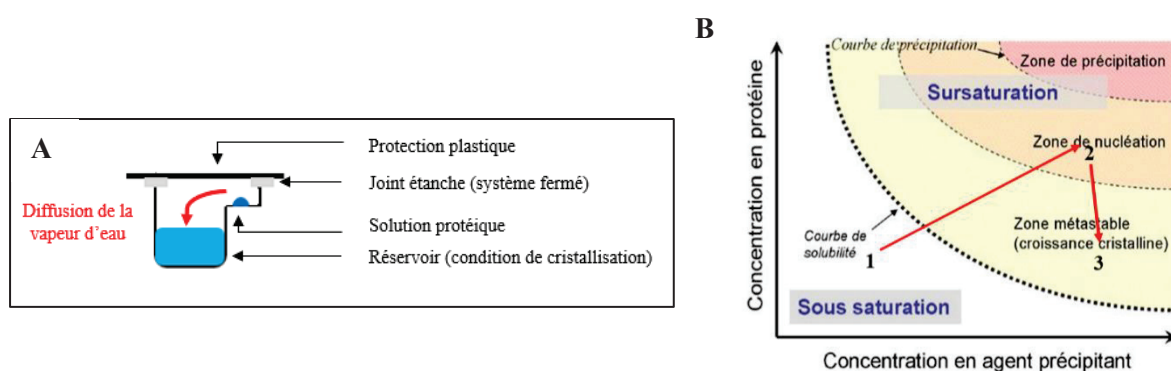 A
Protection plastique
Joint étanche (système fermé)
Diffusion de la
vapeur d'eau
Solution protéique
Réservoir (condition de cristallisation)
B
Concentration en protéine
Courbe de précipitation
Zone de précipitation
Sursaturation
Zone de nucléation
2
Zone métastable
(croissance cristalline)
3
Courbe de
solubilité
1
Sous saturation
Concentration en agent précipitant